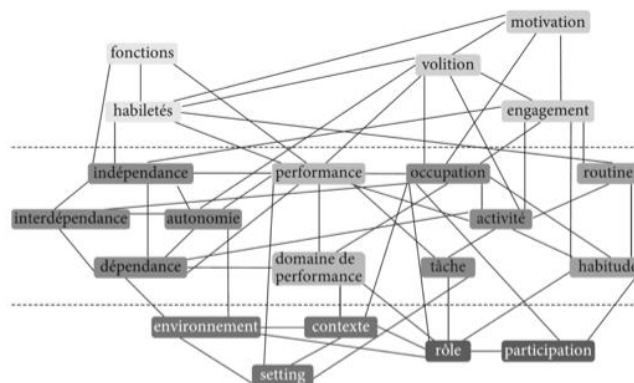 motivation
fonctions
volition
habiletés
engagement
indépendance
performance
occupation
routine
interdépendance
autonomie
activité
dépendance
domaine de
performance
tâche
habitude
environnement
contexte
rôle
participation
setting